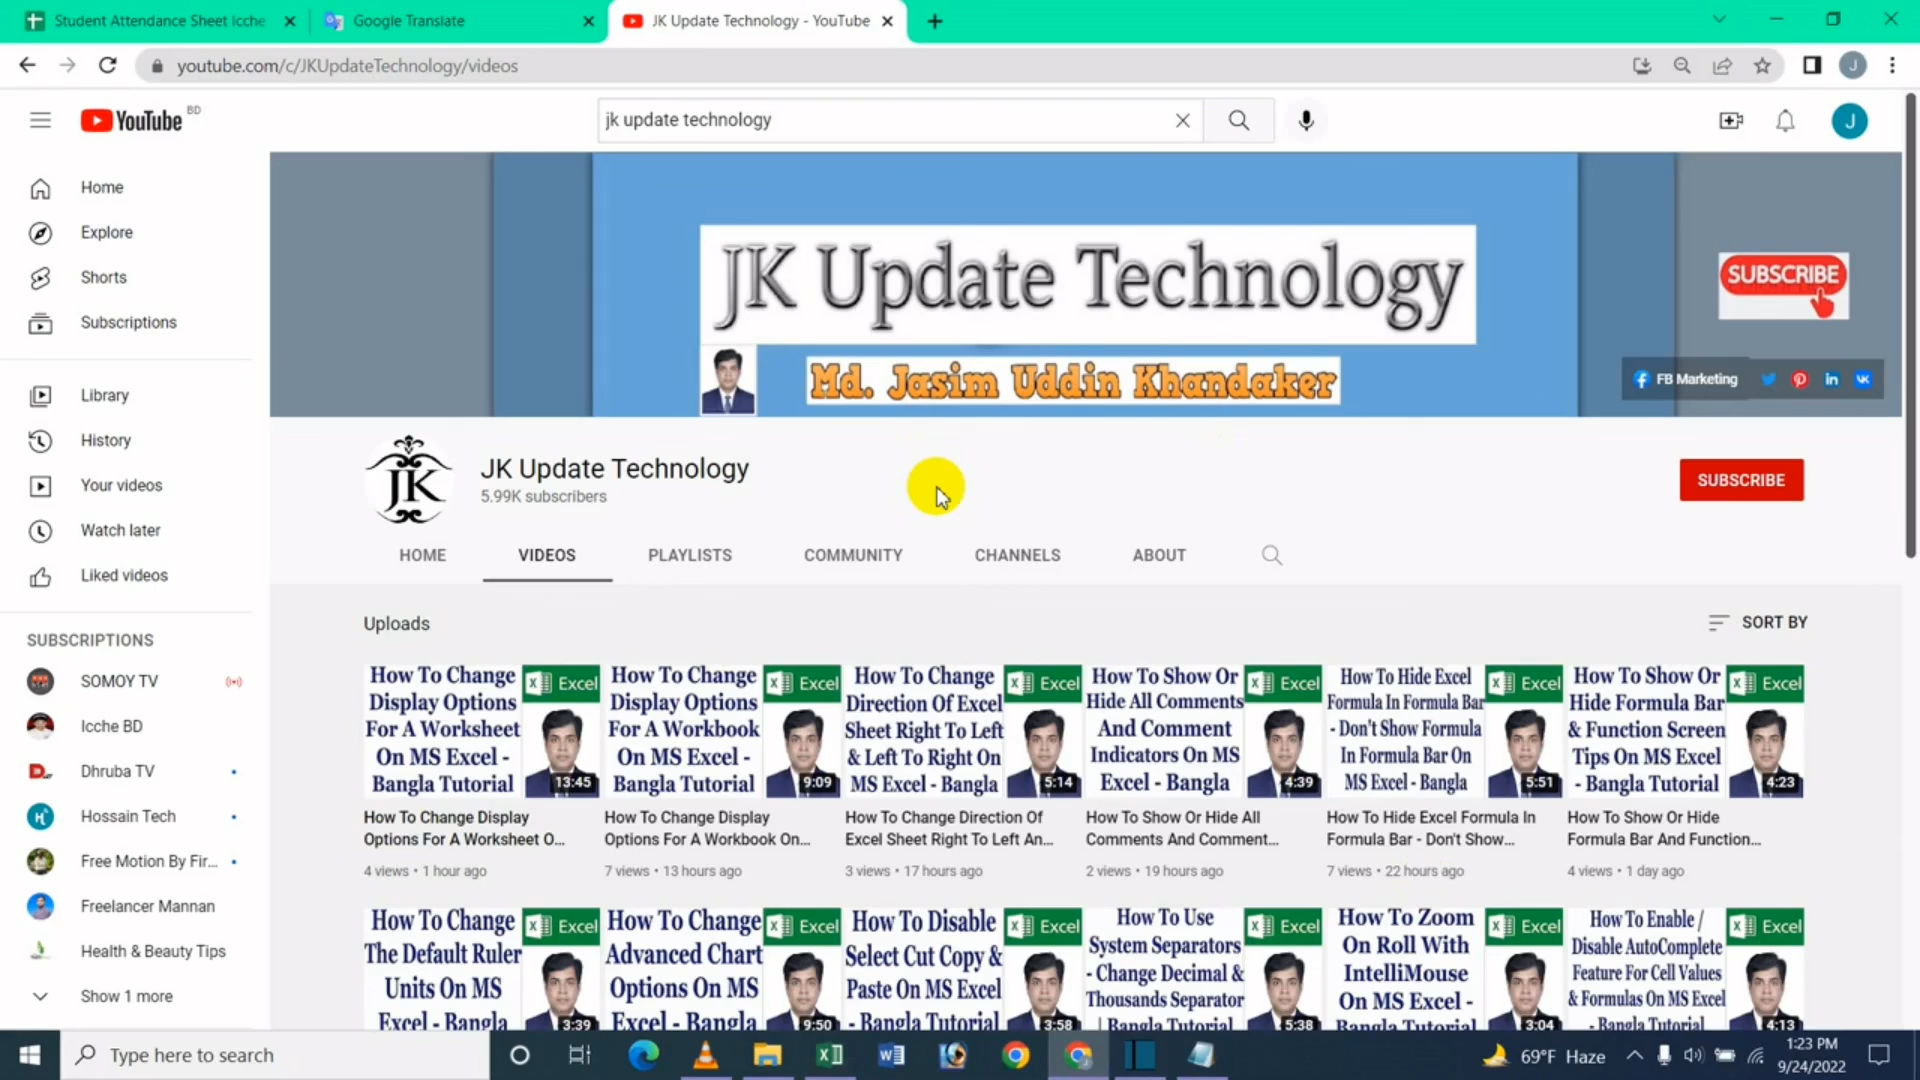 Student Attendance Sheet Icche
Google Translate
JK Update Technology - YouTube
youtube.com/c/JKUpdateTechnology/videos
YouTube BD
jk update technology
J
J
Home
Explore
Shorts
Subscriptions
Library
History
Your videos
Watch later
Liked videos
SUBSCRIPTIONS
SOMOY TV
Icche BD
Dhruba TV
Hossain Tech
Free Motion By Fir...
Freelancer Mannan
Health & Beauty Tips
Show 1 more
JK Update Technology
Md. Jasim Uddin Khandaker
SUBSCRIBE
FB Marketing
JK
JK Update Technology
5.99K subscribers
SUBSCRIBE
HOME VIDEOS PLAYLISTS COMMUNITY CHANNELS ABOUT
Uploads
SORT BY
How To Change
Display Options
For A Worksheet
On MS Excel -
Bangla Tutorial
Excel
13:45
How To Change Display
Options For A Worksheet O...
4 views • 1 hour ago
How To Change
Display Options
For A Workbook
On MS Excel -
Bangla Tutorial
Excel
9:09
How To Change Display
Options For A Workbook On...
7 views • 13 hours ago
How To Change
Direction Of Excel
Sheet Right To Left
& Left To Right On
MS Excel - Bangla
Excel
5:14
How To Change Direction Of
Excel Sheet Right To Left An...
3 views • 17 hours ago
How To Show Or
Hide All Comments
And Comment
Indicators On MS
Excel - Bangla
Excel
4:39
How To Show Or Hide All
Comments And Comment...
2 views • 19 hours ago
How To Hide Excel
Formula In Formula Bar
- Don't Show Formula
In Formula Bar On
MS Excel - Bangla
Excel
5:51
How To Hide Excel Formula In
Formula Bar - Don't Show...
7 views • 22 hours ago
How To Show Or
Hide Formula Bar
& Function Screen
Tips On MS Excel
- Bangla Tutorial
Excel
4:23
How To Show Or Hide
Formula Bar And Function...
4 views • 1 day ago
How To Change
The Default Ruler
Units On MS
Excel - Bangla
Excel
3:39
How To Change
Advanced Chart
Options On MS
Excel - Bangla
Excel
9:50
How To Disable
Select Cut Copy &
Paste On MS Excel
- Bangla Tutorial
Excel
3:58
How To Use
System Separators
- Change Decimal &
Thousands Separator
| Bangla Tutorial
Excel
5:38
How To Zoom
On Roll With
IntelliMouse
On MS Excel -
Bangla Tutorial
Excel
3:04
How To Enable /
Disable AutoComplete
Feature For Cell Values
& Formulas On MS Excel
- Bangla Tutorial
Excel
4:13
Type here to search
69°F Haze
1:23 PM
9/24/2022